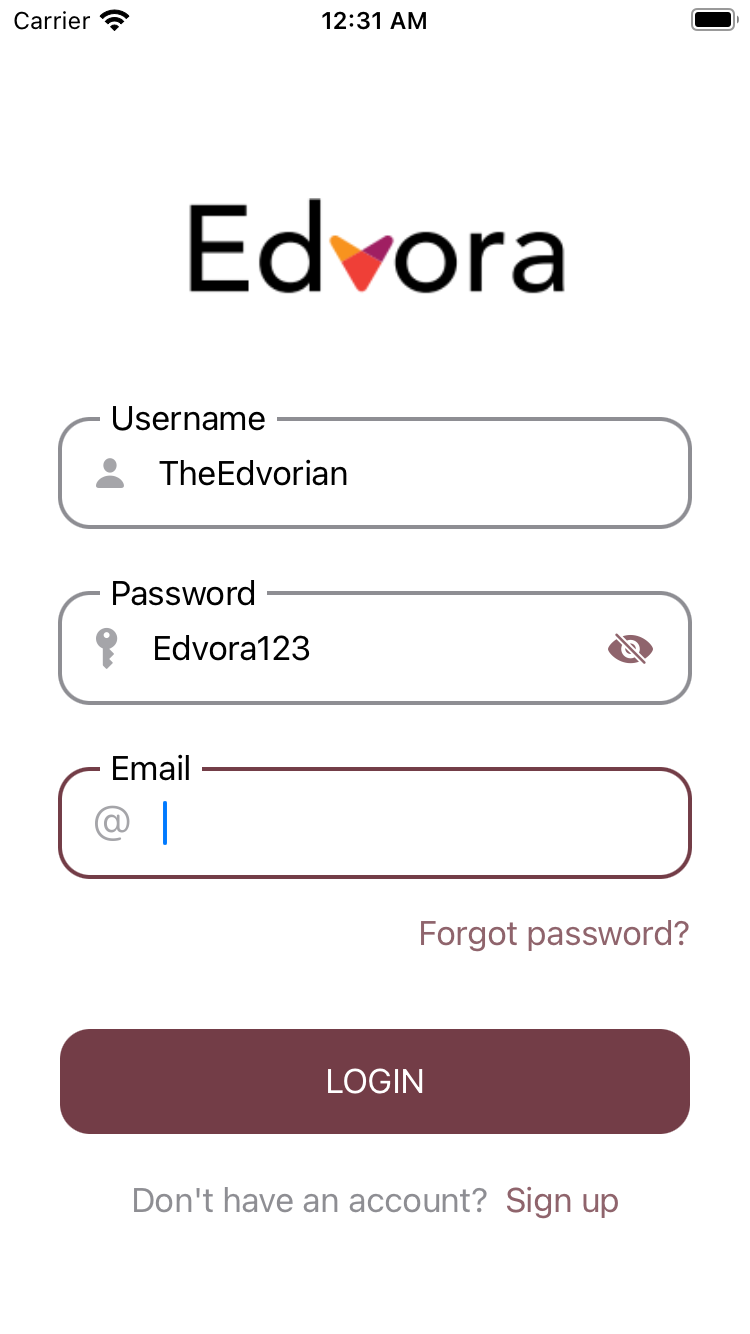 Carrier 12:31 AM
Edvora
Username
TheEdvorian
Password
Edvora123
Email
@
Forgot password?
LOGIN
Don't have an account? Sign up